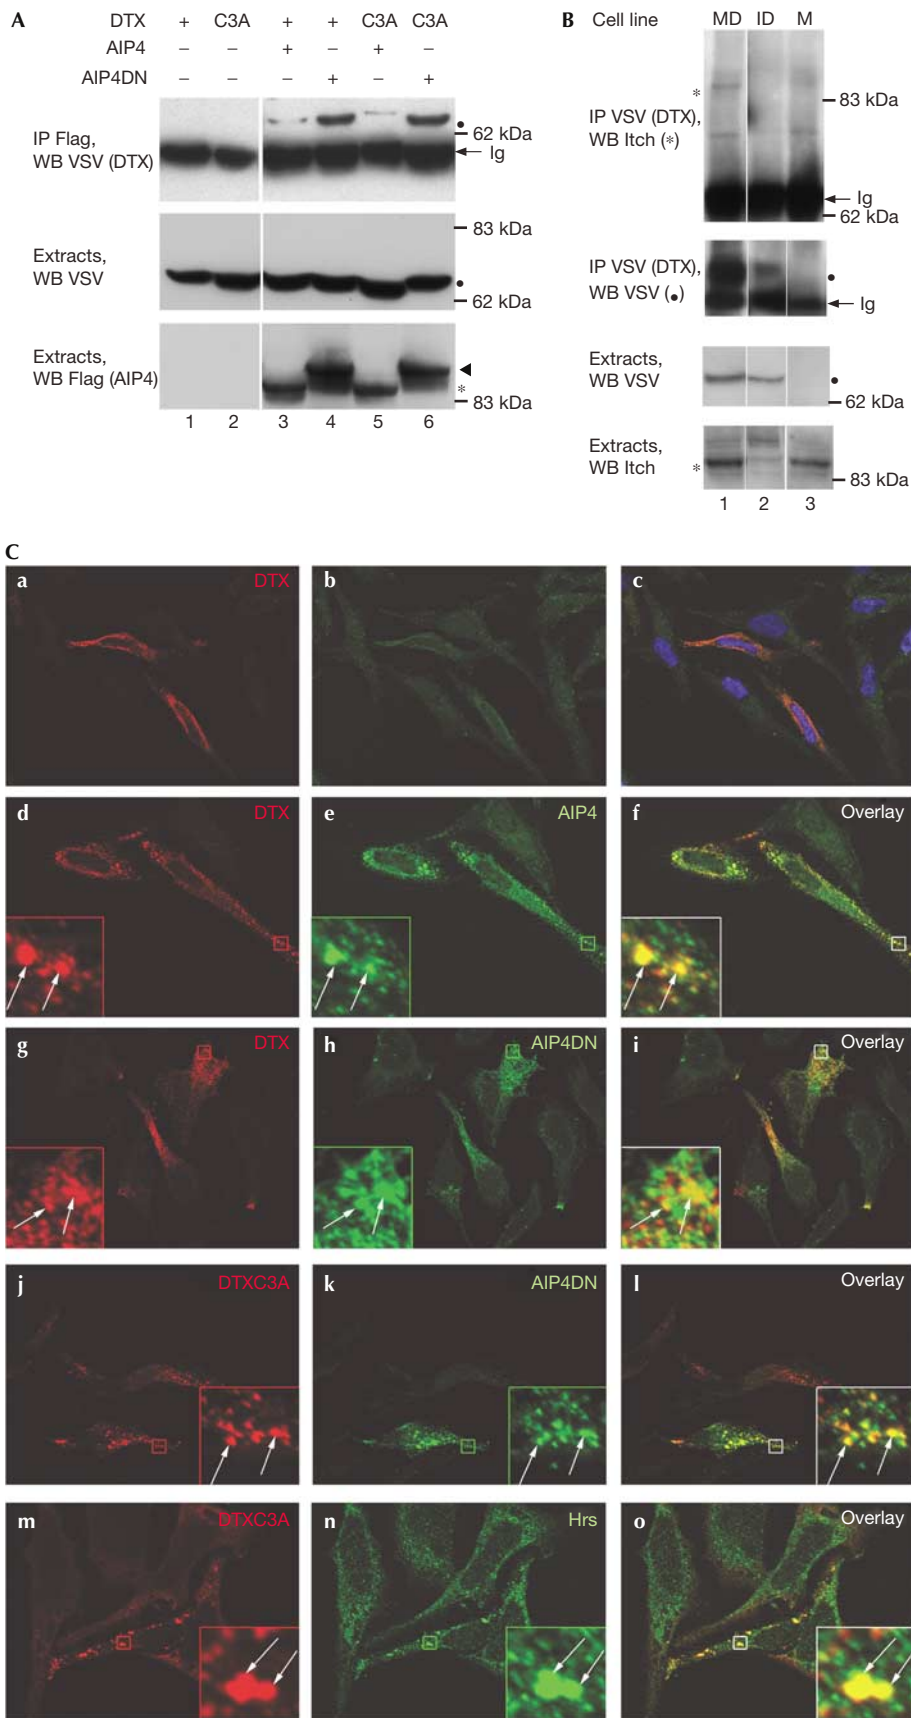 A
DTX + C3A + + C3A C3A
AIP4 – – + – + –
AIP4DN – – – + – +
IP Flag,
WB VSV (DTX)
•
62 kDa
Ig
Extracts,
WB VSV
83 kDa
•
62 kDa
Extracts,
WB Flag (AIP4)
*
83 kDa
1 2 3 4 5 6
B
Cell line MD ID M
*
83 kDa
IP VSV (DTX),
WB Itch (*)
Ig
62 kDa
IP VSV (DTX),
WB VSV (•)
•
Ig
Extracts,
WB VSV
•
62 kDa
Extracts,
WB Itch
*
83 kDa
1 2 3
C
a DTX b c
d DTX e AIP4 f Overlay
g DTX h AIP4DN i Overlay
j DTXC3A k AIP4DN l Overlay
m DTXC3A n Hrs o Overlay